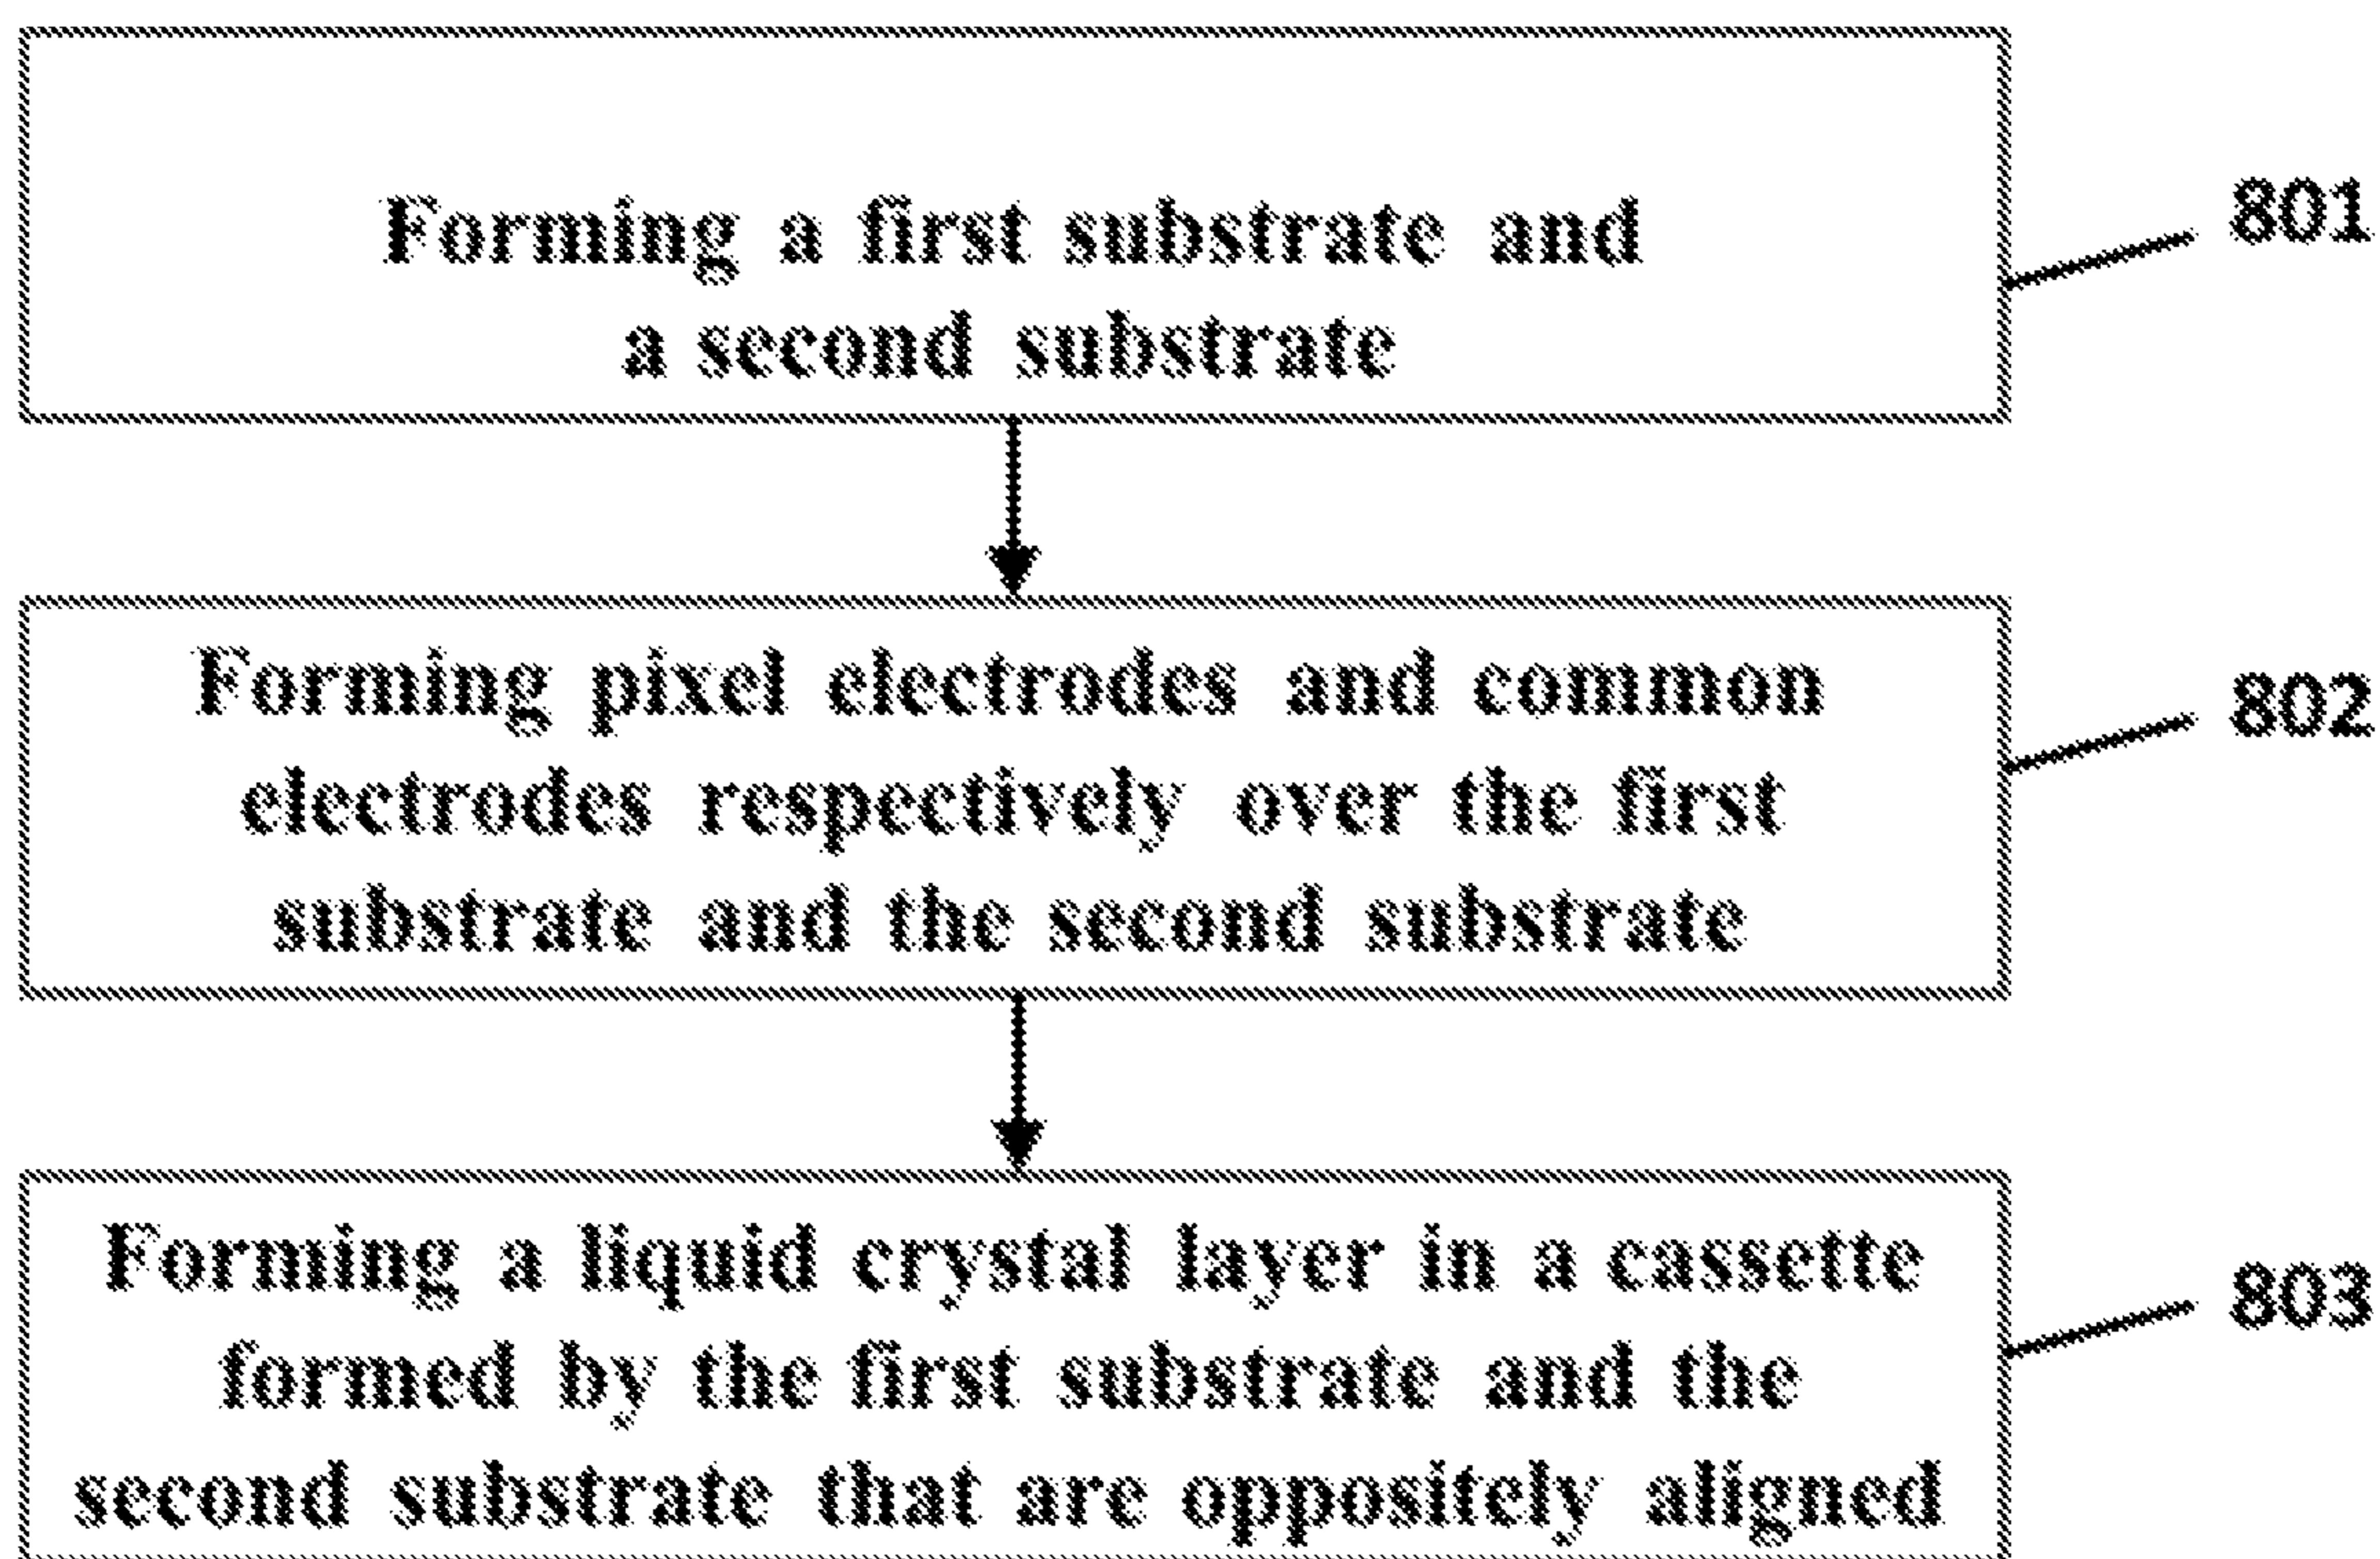 Forming a first substrate and
a second substrate
801
Forming pixel electrodes and common
electrodes respectively over the first
substrate and the second substrate
802
Forming a liquid crystal layer in a cassette
formed by the first substrate and the
second substrate that are oppositely aligned
803